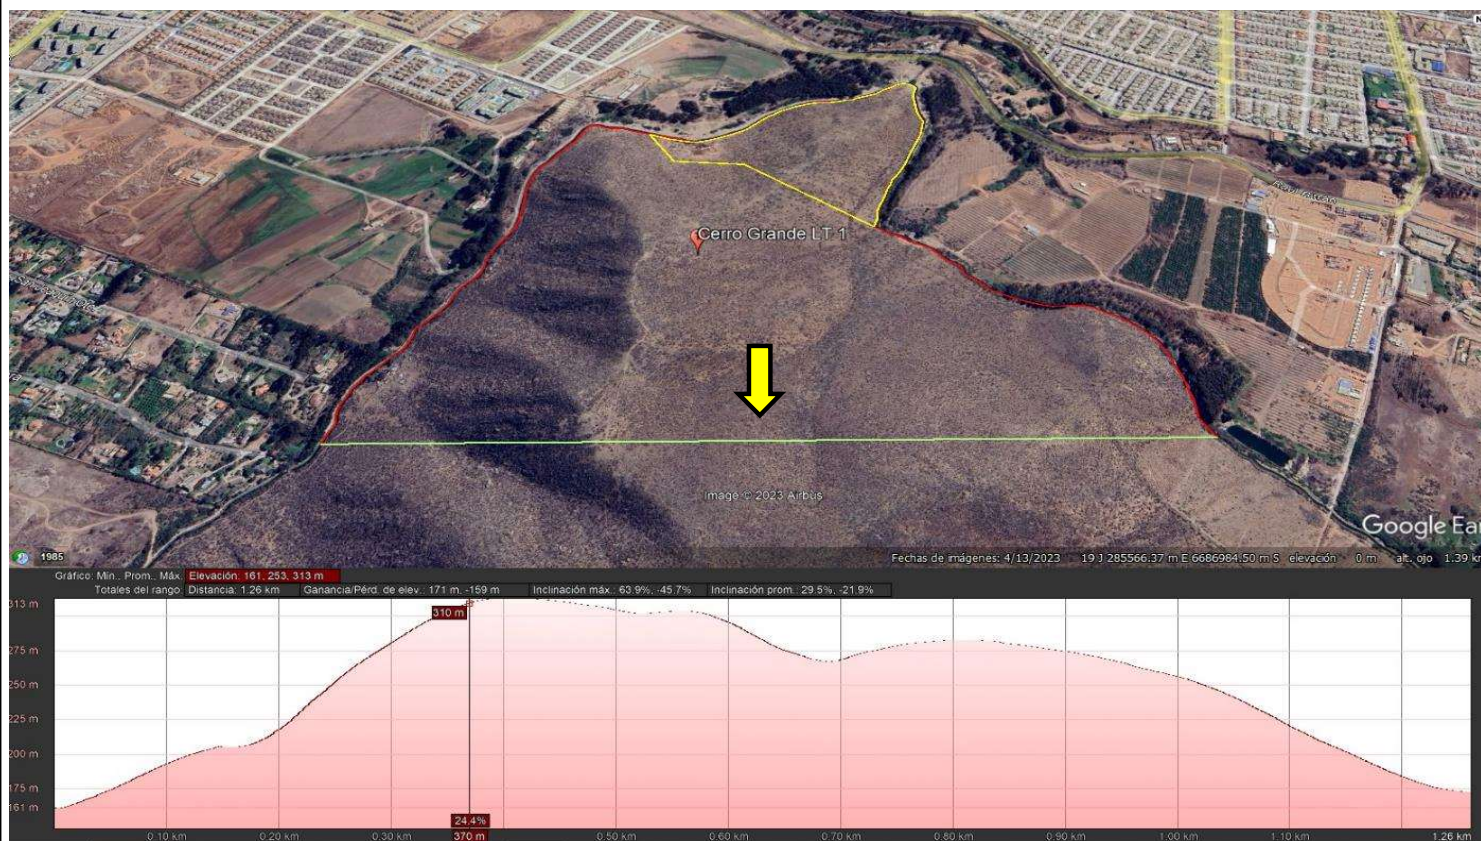 Cerro Grande LT 1
Image © 2023 Airbus
Google Ear
1985
Fechas de imágenes: 4/13/2023 19 J 285566.37 m E 6686984.50 m S elevación 0 m alt. ojo 1.39 km
Gráfico: Mín., Prom., Máx. Elevación: 161, 253, 313 m
Totales del rango: Distancia: 1.26 km Ganancia/Pérd. de elev.: 171 m, -159 m Inclinación máx.: 63.9%, -45.7% Inclinación prom.: 29.5%, -21.9%
313 m
310 m
275 m
250 m
225 m
200 m
175 m
161 m
24.4%
0.10 km 0.20 km 0.30 km 370 m 0.50 km 0.60 km 0.70 km 0.80 km 0.90 km 1.00 km 1.10 km 1.26 km